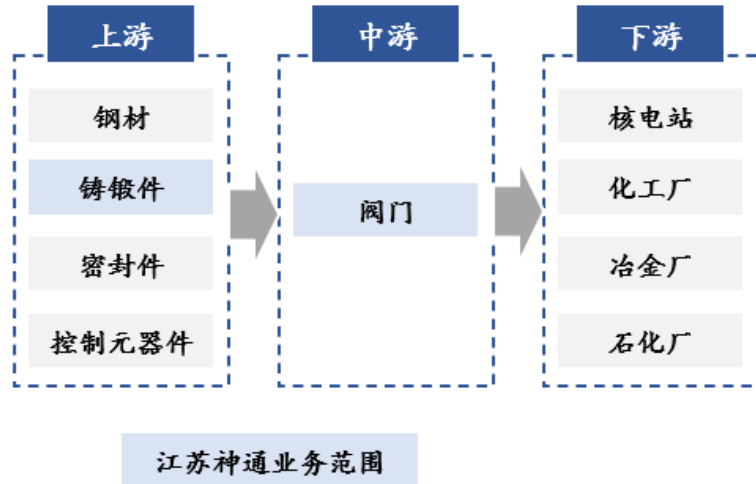 上游
中游
下游
钢材
铸锻件
密封件
控制元器件
阀门
核电站
化工厂
冶金厂
石化厂
江苏神通业务范围